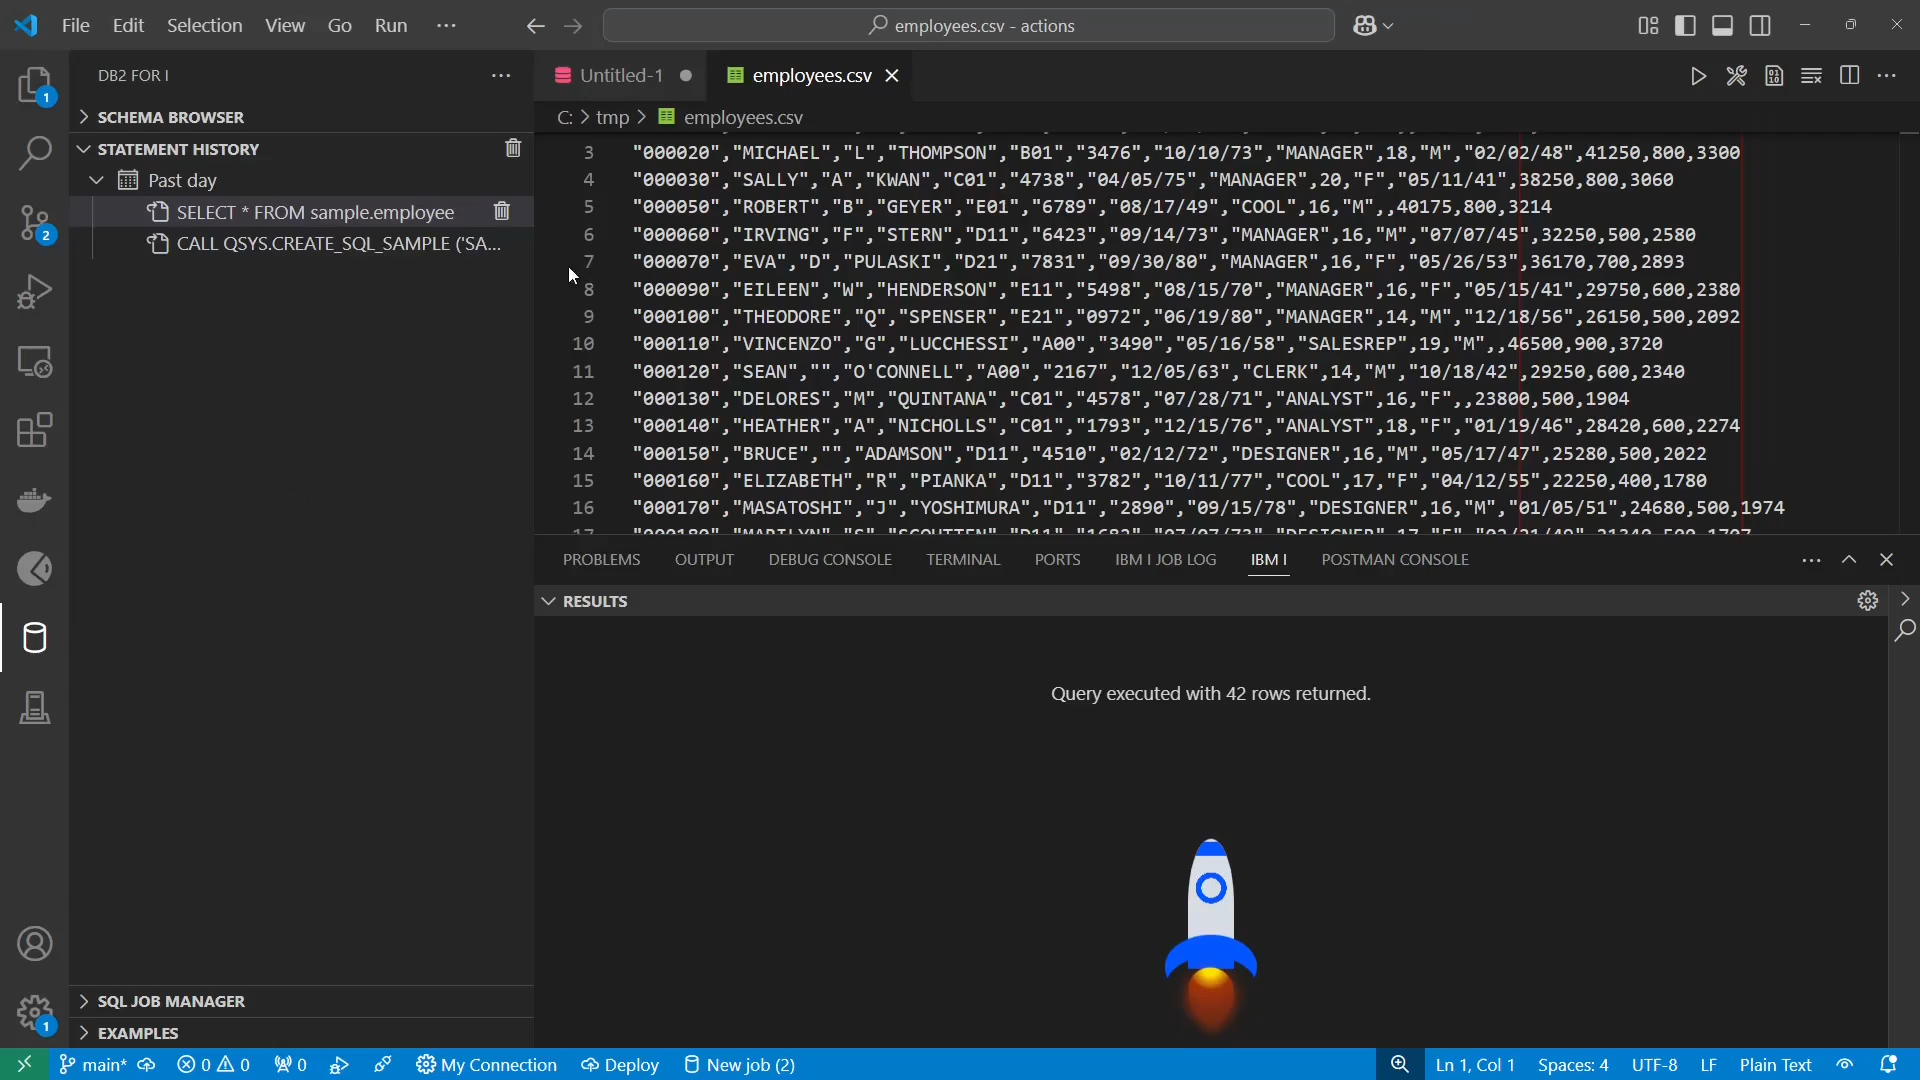 File Edit Selection View Go Run ···
employees.csv - actions
DB2 FOR I
SCHEMA BROWSER
STATEMENT HISTORY
Past day
SELECT * FROM sample.employee
CALL QSYS.CREATE_SQL_SAMPLE ('SA...
SQL JOB MANAGER
EXAMPLES
1
2
1
Untitled-1
employees.csv
C: > tmp > employees.csv
3 "000020","MICHAEL","L","THOMPSON","B01","3476","10/10/73","MANAGER",18,"M","02/02/48",41250,800,3300
4 "000030","SALLY","A","KWAN","C01","4738","04/05/75","MANAGER",20,"F","05/11/41",38250,800,3060
5 "000050","ROBERT","B","GEYER","E01","6789","08/17/49","COOL",16,"M",,40175,800,3214
6 "000060","IRVING","F","STERN","D11","6423","09/14/73","MANAGER",16,"M","07/07/45",32250,500,2580
7 "000070","EVA","D","PULASKI","D21","7831","09/30/80","MANAGER",16,"F","05/26/53",36170,700,2893
8 "000090","EILEEN","W","HENDERSON","E11","5498","08/15/70","MANAGER",16,"F","05/15/41",29750,600,2380
9 "000100","THEODORE","Q","SPENSER","E21","0972","06/19/80","MANAGER",14,"M","12/18/56",26150,500,2092
10 "000110","VINCENZO","G","LUCCHESSI","A00","3490","05/16/58","SALESREP",19,"M",,46500,900,3720
11 "000120","SEAN","","O'CONNELL","A00","2167","12/05/63","CLERK",14,"M","10/18/42",29250,600,2340
12 "000130","DELORES","M","QUINTANA","C01","4578","07/28/71","ANALYST",16,"F",,23800,500,1904
13 "000140","HEATHER","A","NICHOLLS","C01","1793","12/15/76","ANALYST",18,"F","01/19/46",28420,600,2274
14 "000150","BRUCE","","ADAMSON","D11","4510","02/12/72","DESIGNER",16,"M","05/17/47",25280,500,2022
15 "000160","ELIZABETH","R","PIANKA","D11","3782","10/11/77","COOL",17,"F","04/12/55",22250,400,1780
16 "000170","MASATOSHI","J","YOSHIMURA","D11","2890","09/15/78","DESIGNER",16,"M","01/05/51",24680,500,1974
PROBLEMS OUTPUT DEBUG CONSOLE TERMINAL PORTS IBM I JOB LOG IBM I POSTMAN CONSOLE
RESULTS
Query executed with 42 rows returned.
main* 0 0 0 My Connection Deploy New job (2) Ln 1, Col 1 Spaces: 4 UTF-8 LF Plain Text